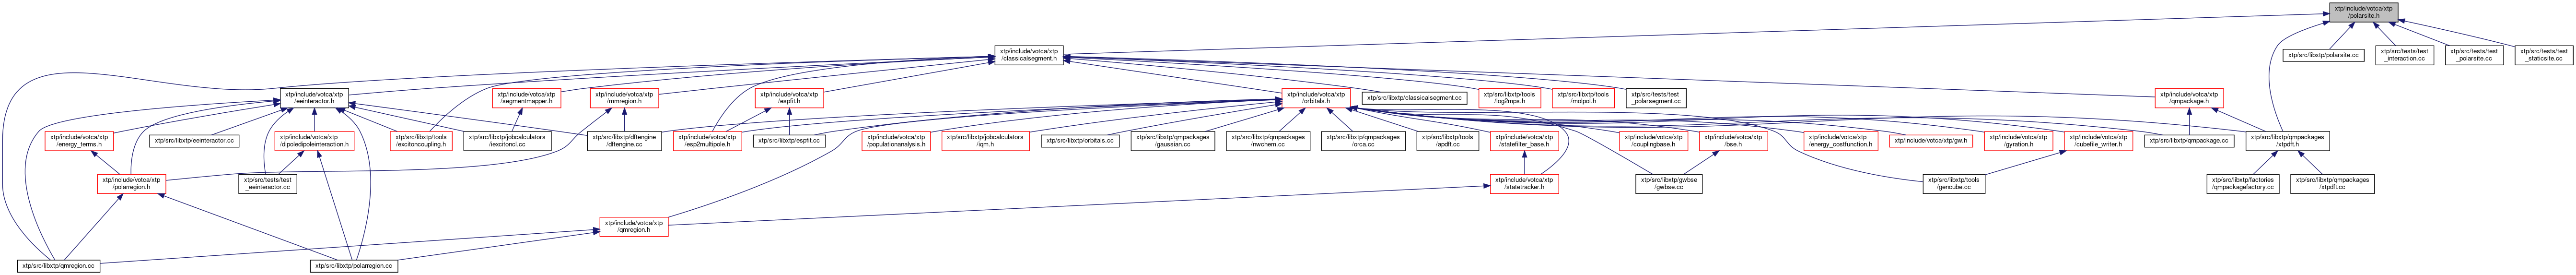 xtp/include/votca/xtp
/polarsite.h
xtp/include/votca/xtp
/classicalsegment.h
xtp/src/libxtp/polarsite.cc
xtp/src/tests/test
_interaction.cc
xtp/src/tests/test
_polarsite.cc
xtp/src/tests/test
_staticsite.cc
xtp/include/votca/xtp
/eeinteractor.h
xtp/include/votca/xtp
/segmentmapper.h
xtp/include/votca/xtp
/mmregion.h
xtp/include/votca/xtp
/espfit.h
xtp/include/votca/xtp
/orbitals.h
xtp/src/libxtp/classicalsegment.cc
xtp/src/libxtp/tools
/log2mps.h
xtp/src/libxtp/tools
/molpol.h
xtp/src/tests/test
_polarsegment.cc
xtp/include/votca/xtp
/qmpackage.h
xtp/include/votca/xtp
/energy_terms.h
xtp/src/libxtp/eeinteractor.cc
xtp/include/votca/xtp
/dipoledipoleinteraction.h
xtp/src/libxtp/tools
/excitoncoupling.h
xtp/src/libxtp/jobcalculators
/iexcitoncl.cc
xtp/src/libxtp/dftengine
/dftengine.cc
xtp/include/votca/xtp
/esp2multipole.h
xtp/src/libxtp/espfit.cc
xtp/include/votca/xtp
/populationanalysis.h
xtp/src/libxtp/jobcalculators
/iqm.h
xtp/src/libxtp/orbitals.cc
xtp/src/libxtp/qmpackages
/gaussian.cc
xtp/src/libxtp/qmpackages
/nwchem.cc
xtp/src/libxtp/qmpackages
/orca.cc
xtp/src/libxtp/tools
/apdft.cc
xtp/include/votca/xtp
/statefilter_base.h
xtp/include/votca/xtp
/couplingbase.h
xtp/include/votca/xtp
/bse.h
xtp/include/votca/xtp
/energy_costfunction.h
xtp/include/votca/xtp/gw.h
xtp/include/votca/xtp
/gyration.h
xtp/include/votca/xtp
/cubefile_writer.h
xtp/src/libxtp/qmpackage.cc
xtp/src/libxtp/qmpackages
/xtpdft.h
xtp/include/votca/xtp
/polarregion.h
xtp/src/tests/test
_eeinteractor.cc
xtp/include/votca/xtp
/statetracker.h
xtp/src/libxtp/gwbse
/gwbse.cc
xtp/src/libxtp/tools
/gencube.cc
xtp/src/libxtp/factories
/qmpackagefactory.cc
xtp/src/libxtp/qmpackages
/xtpdft.cc
xtp/include/votca/xtp
/qmregion.h
xtp/src/libxtp/qmregion.cc
xtp/src/libxtp/polarregion.cc